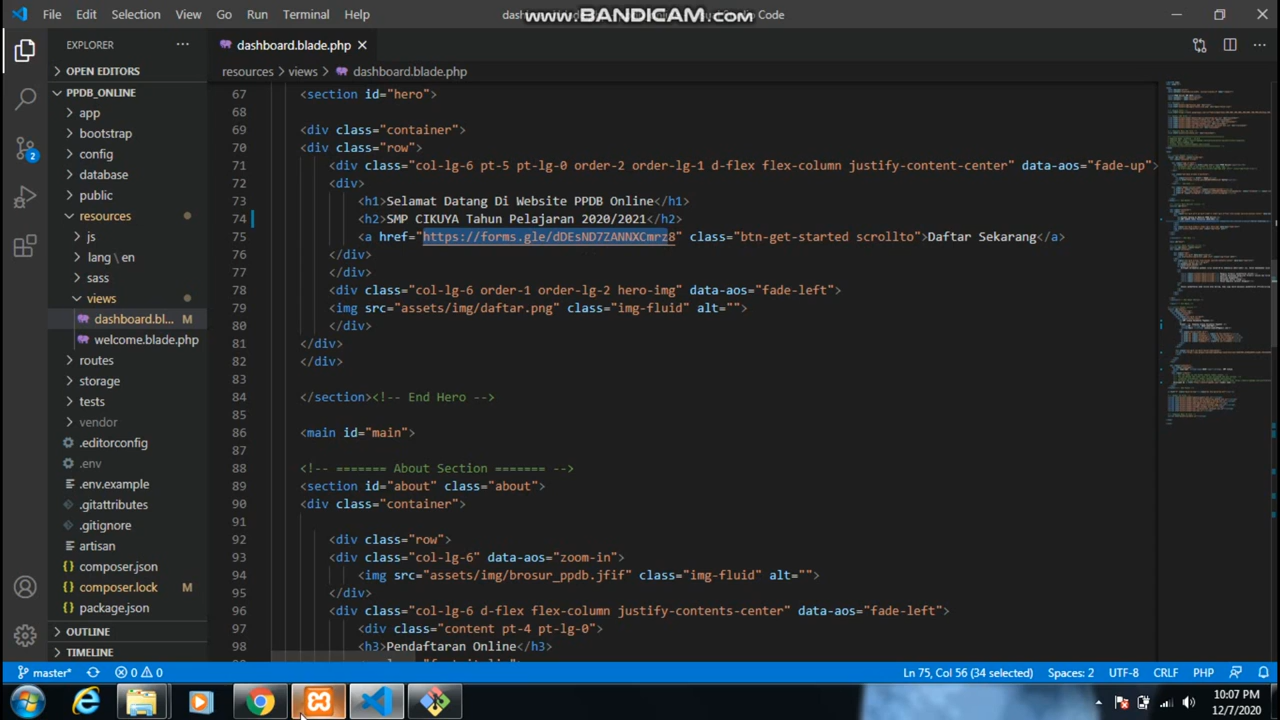 File Edit Selection View Go Run Terminal Help
www.BANDICAM.com
EXPLORER
OPEN EDITORS
PPDB_ONLINE
app
bootstrap
config
database
public
resources
js
lang \ en
sass
views
dashboard.bl... M
welcome.blade.php
routes
storage
tests
vendor
.editorconfig
.env
.env.example
.gitattributes
.gitignore
artisan
composer.json
composer.lock M
package.json
OUTLINE
TIMELINE
dashboard.blade.php
resources > views > dashboard.blade.php
67 <section id="hero">
68
69 <div class="container">
70 <div class="row">
71 <div class="col-lg-6 pt-5 pt-lg-0 order-2 order-lg-1 d-flex flex-column justify-content-center" data-aos="fade-up">
72 <div>
73 <h1>Selamat Datang Di Website PPDB Online</h1>
74 <h2>SMP CIKUYA Tahun Pelajaran 2020/2021</h2>
75 <a href="https://forms.gle/dDEsND7ZANNXCmrz8" class="btn-get-started scrollto">Daftar Sekarang</a>
76 </div>
77 </div>
78 <div class="col-lg-6 order-1 order-lg-2 hero-img" data-aos="fade-left">
79 <img src="assets/img/daftar.png" class="img-fluid" alt="">
80 </div>
81 </div>
82 </div>
83
84 </section><!-- End Hero -->
85
86 <main id="main">
87
88 <!-- ======= About Section ======= -->
89 <section id="about" class="about">
90 <div class="container">
91
92 <div class="row">
93 <div class="col-lg-6" data-aos="zoom-in">
94 <img src="assets/img/brosur_ppdb.jfif" class="img-fluid" alt="">
95 </div>
96 <div class="col-lg-6 d-flex flex-column justify-contents-center" data-aos="fade-left">
97 <div class="content pt-4 pt-lg-0">
98 <h3>Pendaftaran Online</h3>
master* 0 0 Ln 75, Col 56 (34 selected) Spaces: 2 UTF-8 CRLF PHP
10:07 PM
12/7/2020